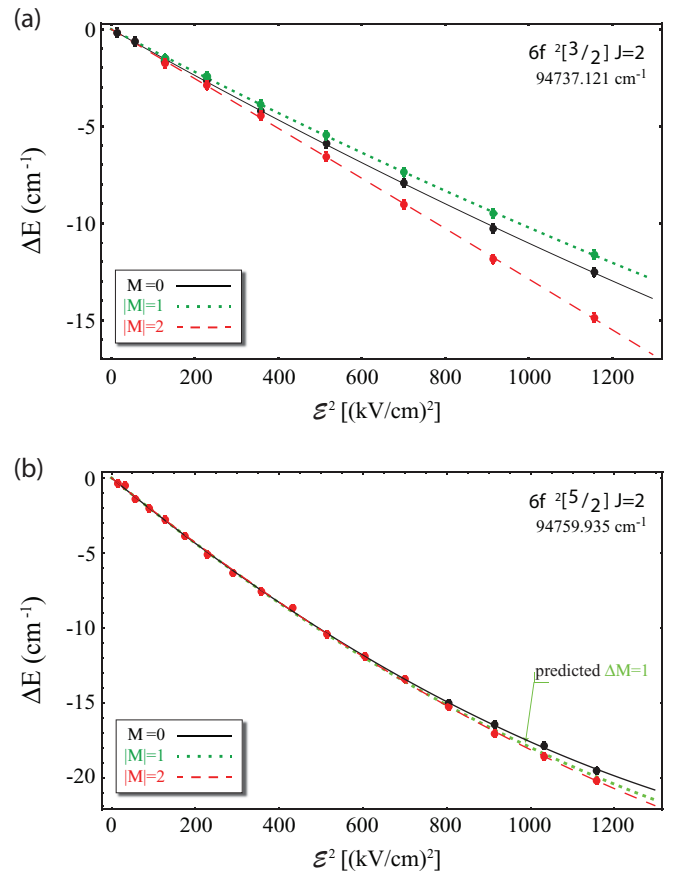 (a)
6f ²[3/2] J=2
94737.121 cm⁻¹
0
-5
-10
-15
ΔE (cm⁻¹)
M=0
|M|=1
|M|=2
0 200 400 600 800 1000 1200
ℰ² [(kV/cm)²]
(b)
6f ²[5/2] J=2
94759.935 cm⁻¹
0
-5
-10
-15
-20
ΔE (cm⁻¹)
predicted ΔM=1
M=0
|M|=1
|M|=2
0 200 400 600 800 1000 1200
ℰ² [(kV/cm)²]